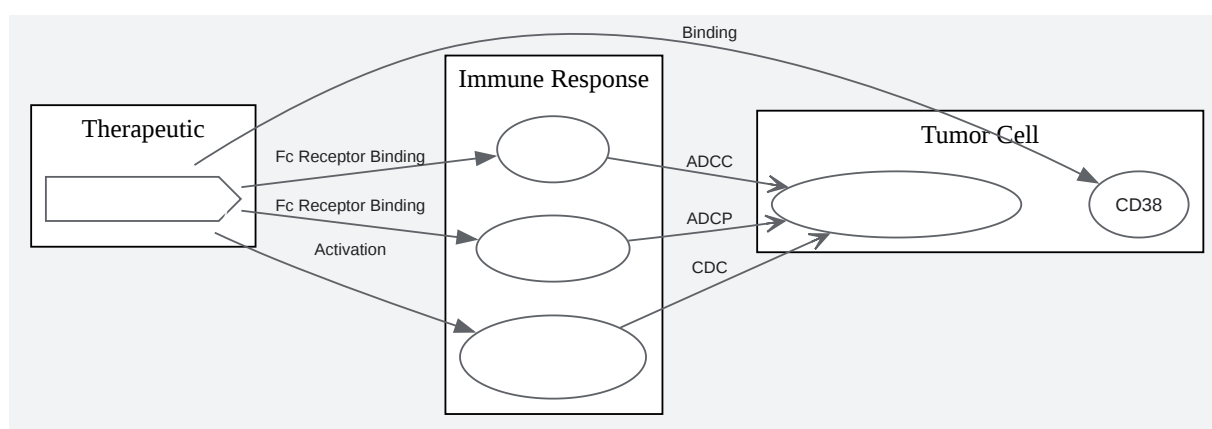 Binding
Immune Response
Therapeutic
Tumor Cell
Fc Receptor Binding
ADCC
Fc Receptor Binding
CD38
ADCP
Activation
CDC